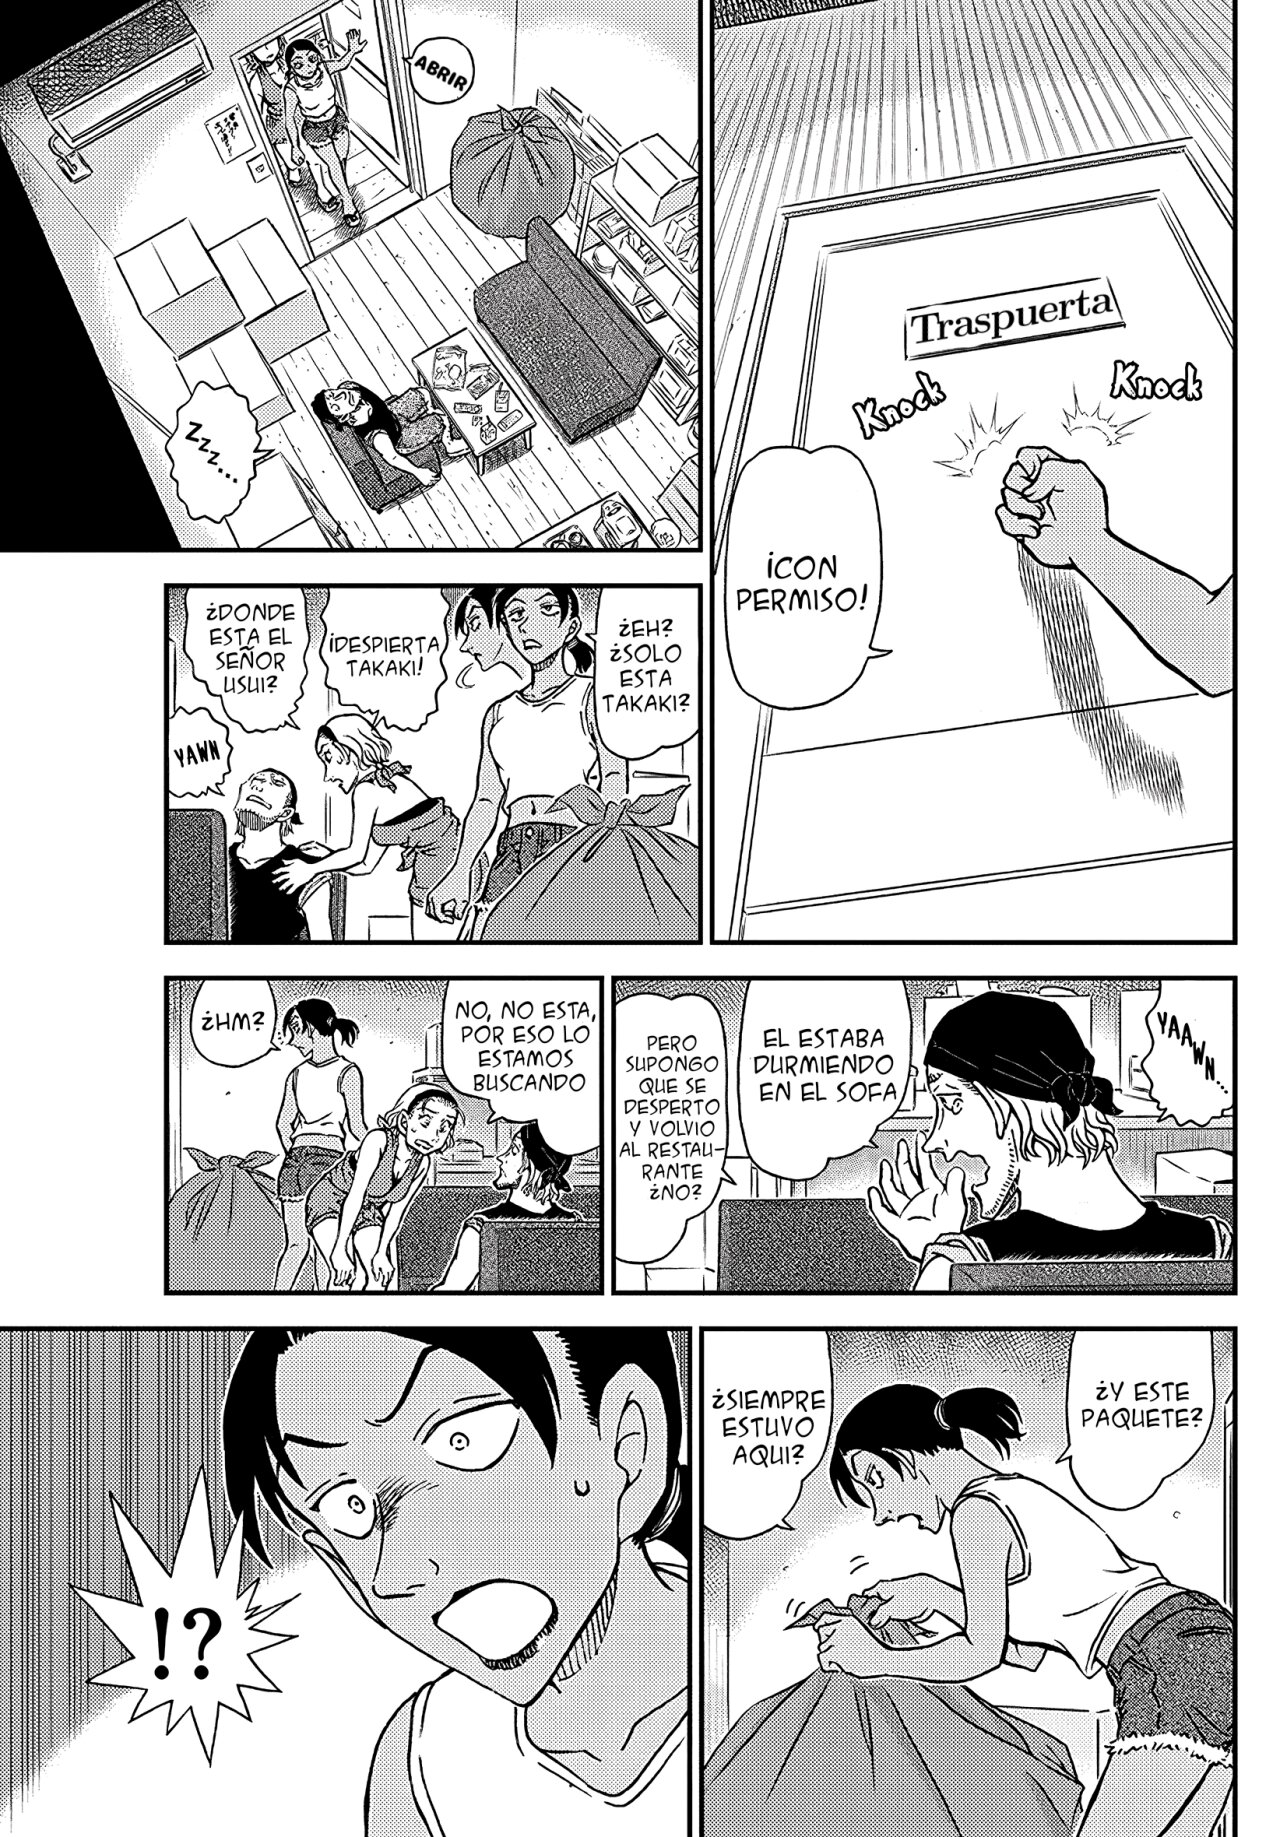 Traspuerta
Knock
Knock
¡CON
PERMISO!
ABRIR
ZZZ...
¿EH?
¿SOLO
ESTA
TAKAKI?
¡DESPIERTA
TAKAKI!
¿DONDE
ESTA EL
SEÑOR
USUI?
YAWN
YAAWN...
EL ESTABA
DURMIENDO
EN EL SOFA
PERO
SUPONGO
QUE SE
DESPERTO
Y VOLVIO
AL RESTAU-
RANTE
¿NO?
NO, NO ESTA,
POR ESO LO
ESTAMOS
BUSCANDO
¿HM?
¿Y ESTE
PAQUETE?
¿SIEMPRE
ESTUVO
AQUI?
!?